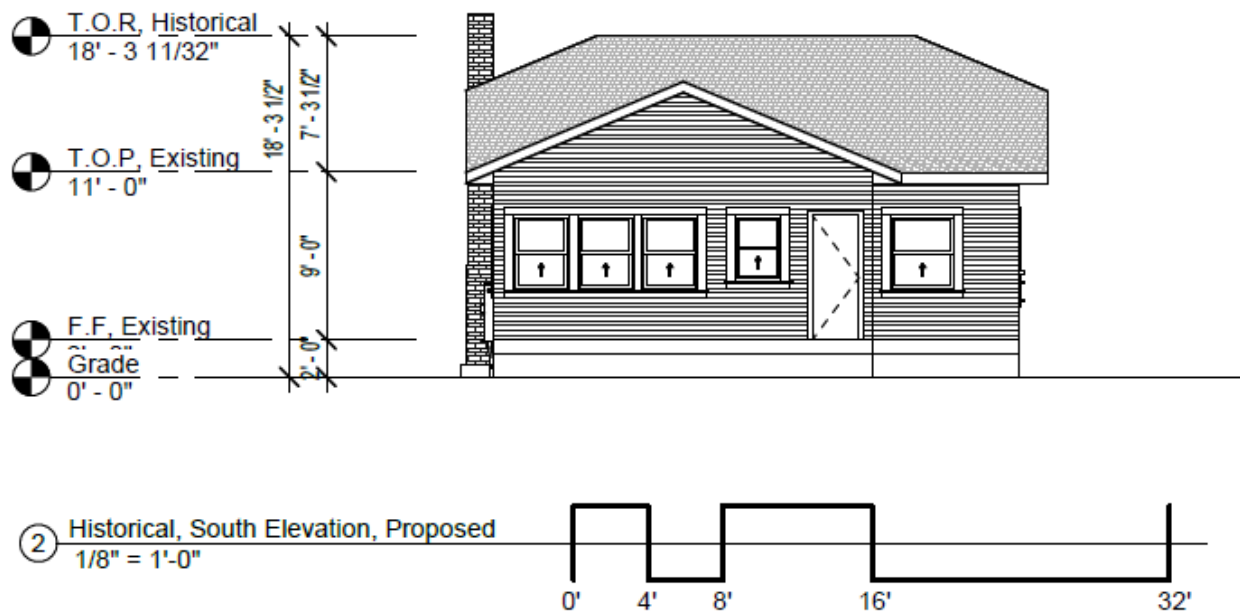 T.O.R, Historical
18' - 3 11/32"
18' - 3 1/2"
7' - 3 1/2"
T.O.P, Existing
11' - 0"
9' - 0"
F.F, Existing
2' - 0"
Grade
0' - 0"
2 Historical, South Elevation, Proposed
1/8" = 1'-0"
0' 4' 8' 16' 32'